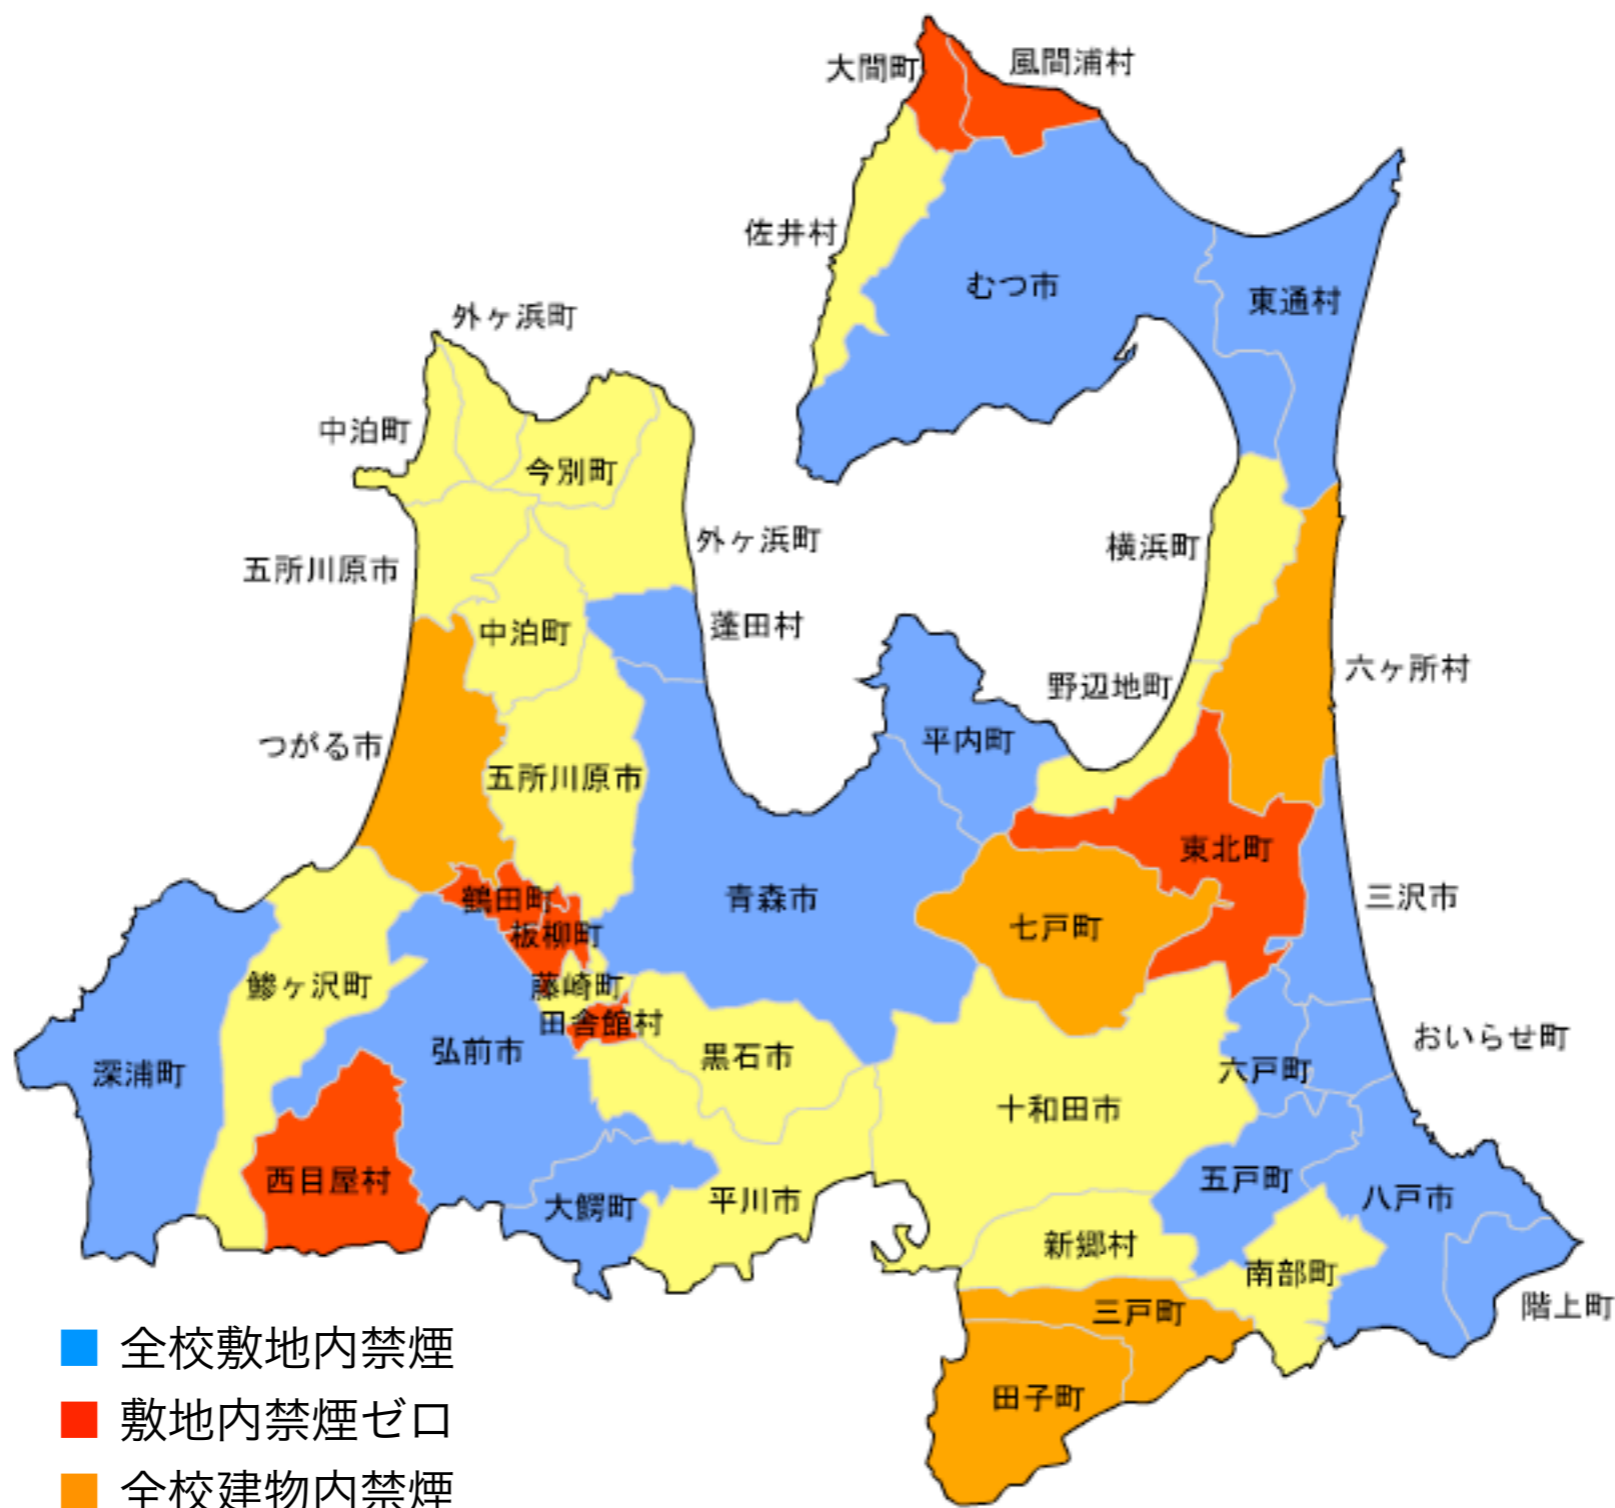 大間町
風間浦村
佐井村
むつ市
東通村
外ヶ浜町
中泊町
今別町
外ヶ浜町
横浜町
五所川原市
中泊町
蓬田村
六ヶ所村
野辺地町
つがる市
平内町
五所川原市
東北町
鶴田町
青森市
三沢市
板柳町
七戸町
鰺ヶ沢町
藤崎町
田舎館村
おいらせ町
弘前市
黒石市
深浦町
六戸町
十和田市
西目屋村
五戸町
大鰐町
平川市
八戸市
新郷村
南部町
三戸町
階上町
田子町
全校敷地内禁煙
敷地内禁煙ゼロ
全校建物内禁煙